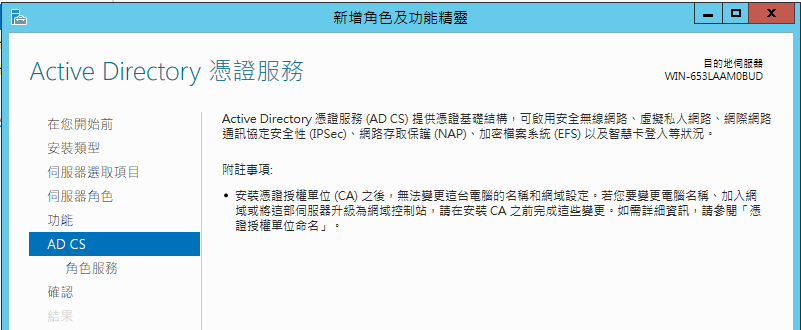 新增角色及功能精靈
Active Directory 憑證服務
目的地伺服器
WIN-653LAAM0BUD
在您開始前
安裝類型
伺服器選取項目
伺服器角色
功能
AD CS
角色服務
確認
結果
Active Directory 憑證服務 (AD CS) 提供憑證基礎結構，可啟用安全無線網路、虛擬私人網路、網際網路
通訊協定安全性 (IPSec)、網路存取保護 (NAP)、加密檔案系統 (EFS) 以及智慧卡登入等狀況。
附註事項:
• 安裝憑證授權單位 (CA) 之後，無法變更這台電腦的名稱和網域設定。若您要變更電腦名稱、加入網
域或將這部伺服器升級為網域控制站，請在安裝 CA 之前完成這些變更。如需詳細資訊，請參閱「憑
證授權單位命名」。